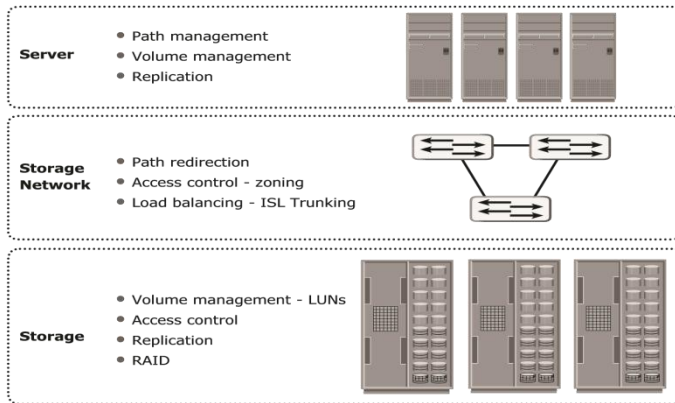 Server
• Path management
• Volume management
• Replication
Storage
Network
• Path redirection
• Access control - zoning
• Load balancing - ISL Trunking
Storage
• Volume management - LUNs
• Access control
• Replication
• RAID